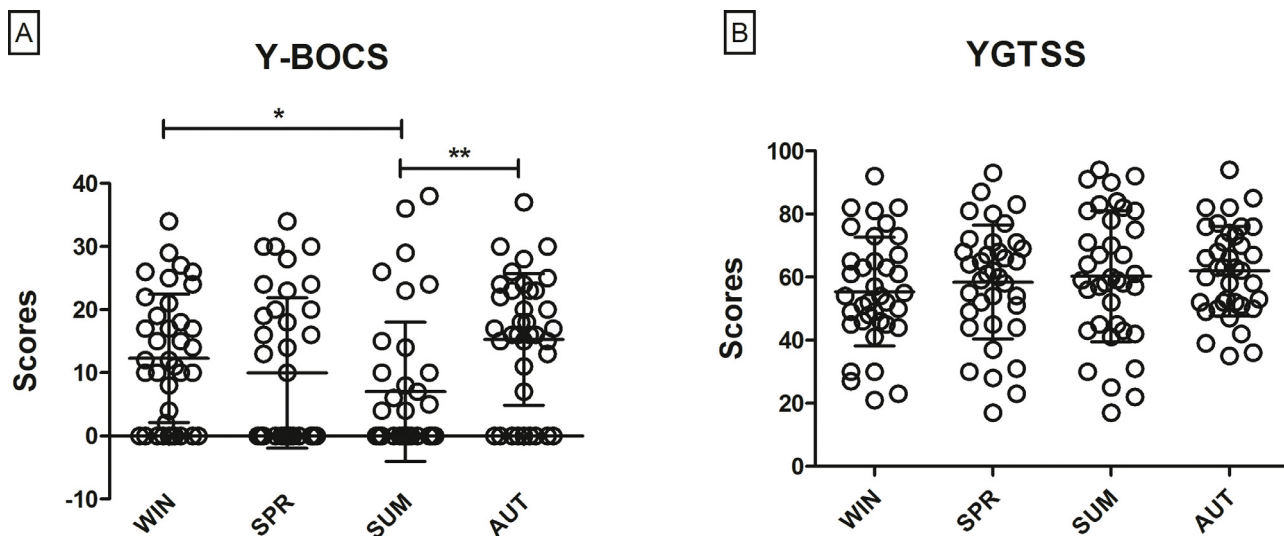 A
Y-BOCS
*
**
Scores
40
30
20
10
0
-10
WIN
SPR
SUM
AUT
B
YGTSS
Scores
100
80
60
40
20
0
WIN
SPR
SUM
AUT